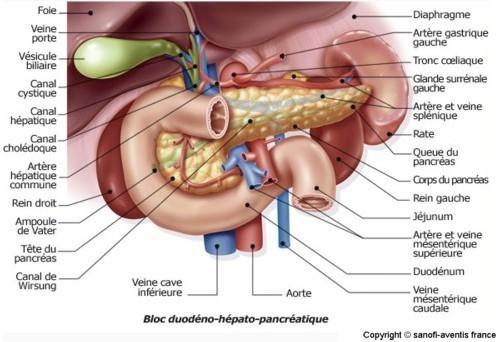 Foie
Veine
porte
Vésicule
biliaire
Canal
cystique
Canal
hépatique
Canal
cholédoque
Artère
hépatique
commune
Rein droit
Ampoule
de Vater
Tête du
pancréas
Canal de
Wirsung
Veine cave
inférieure
Aorte
Diaphragme
Artère gastrique
gauche
Tronc cœliaque
Glande surrénale
gauche
Artère et veine
splénique
Rate
Queue du
pancréas
Corps du pancréas
Rein gauche
Jéjunum
Artère et veine
mésentérique
supérieure
Duodénum
Veine
mésentérique
caudale
Bloc duodéno-hépato-pancréatique
Copyright © sanofi-aventis france